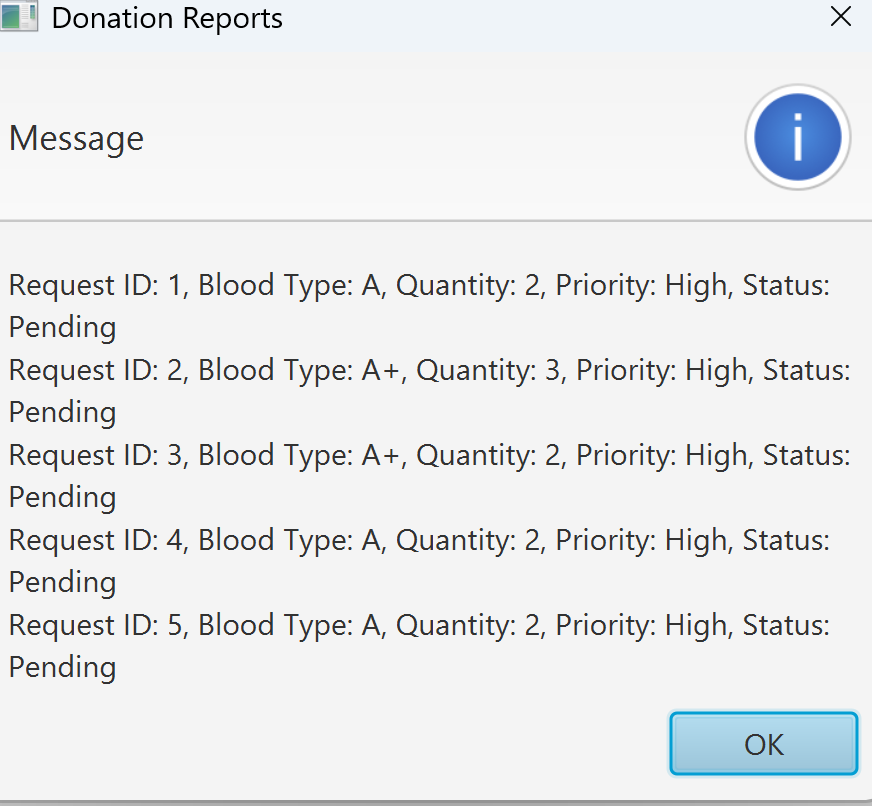 Donation Reports
Message
Request ID: 1, Blood Type: A, Quantity: 2, Priority: High, Status:
Pending
Request ID: 2, Blood Type: A+, Quantity: 3, Priority: High, Status:
Pending
Request ID: 3, Blood Type: A+, Quantity: 2, Priority: High, Status:
Pending
Request ID: 4, Blood Type: A, Quantity: 2, Priority: High, Status:
Pending
Request ID: 5, Blood Type: A, Quantity: 2, Priority: High, Status:
Pending
OK